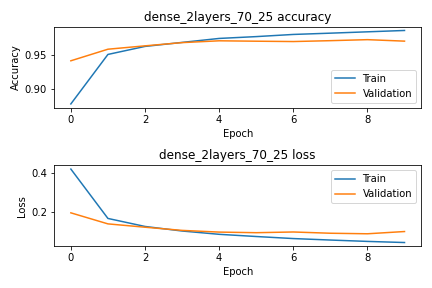 dense_2layers_70_25 accuracy
0.95
0.90
Accuracy
Train
Validation
0 2 4 6 8
Epoch
dense_2layers_70_25 loss
0.4
0.2
Loss
Train
Validation
0 2 4 6 8
Epoch